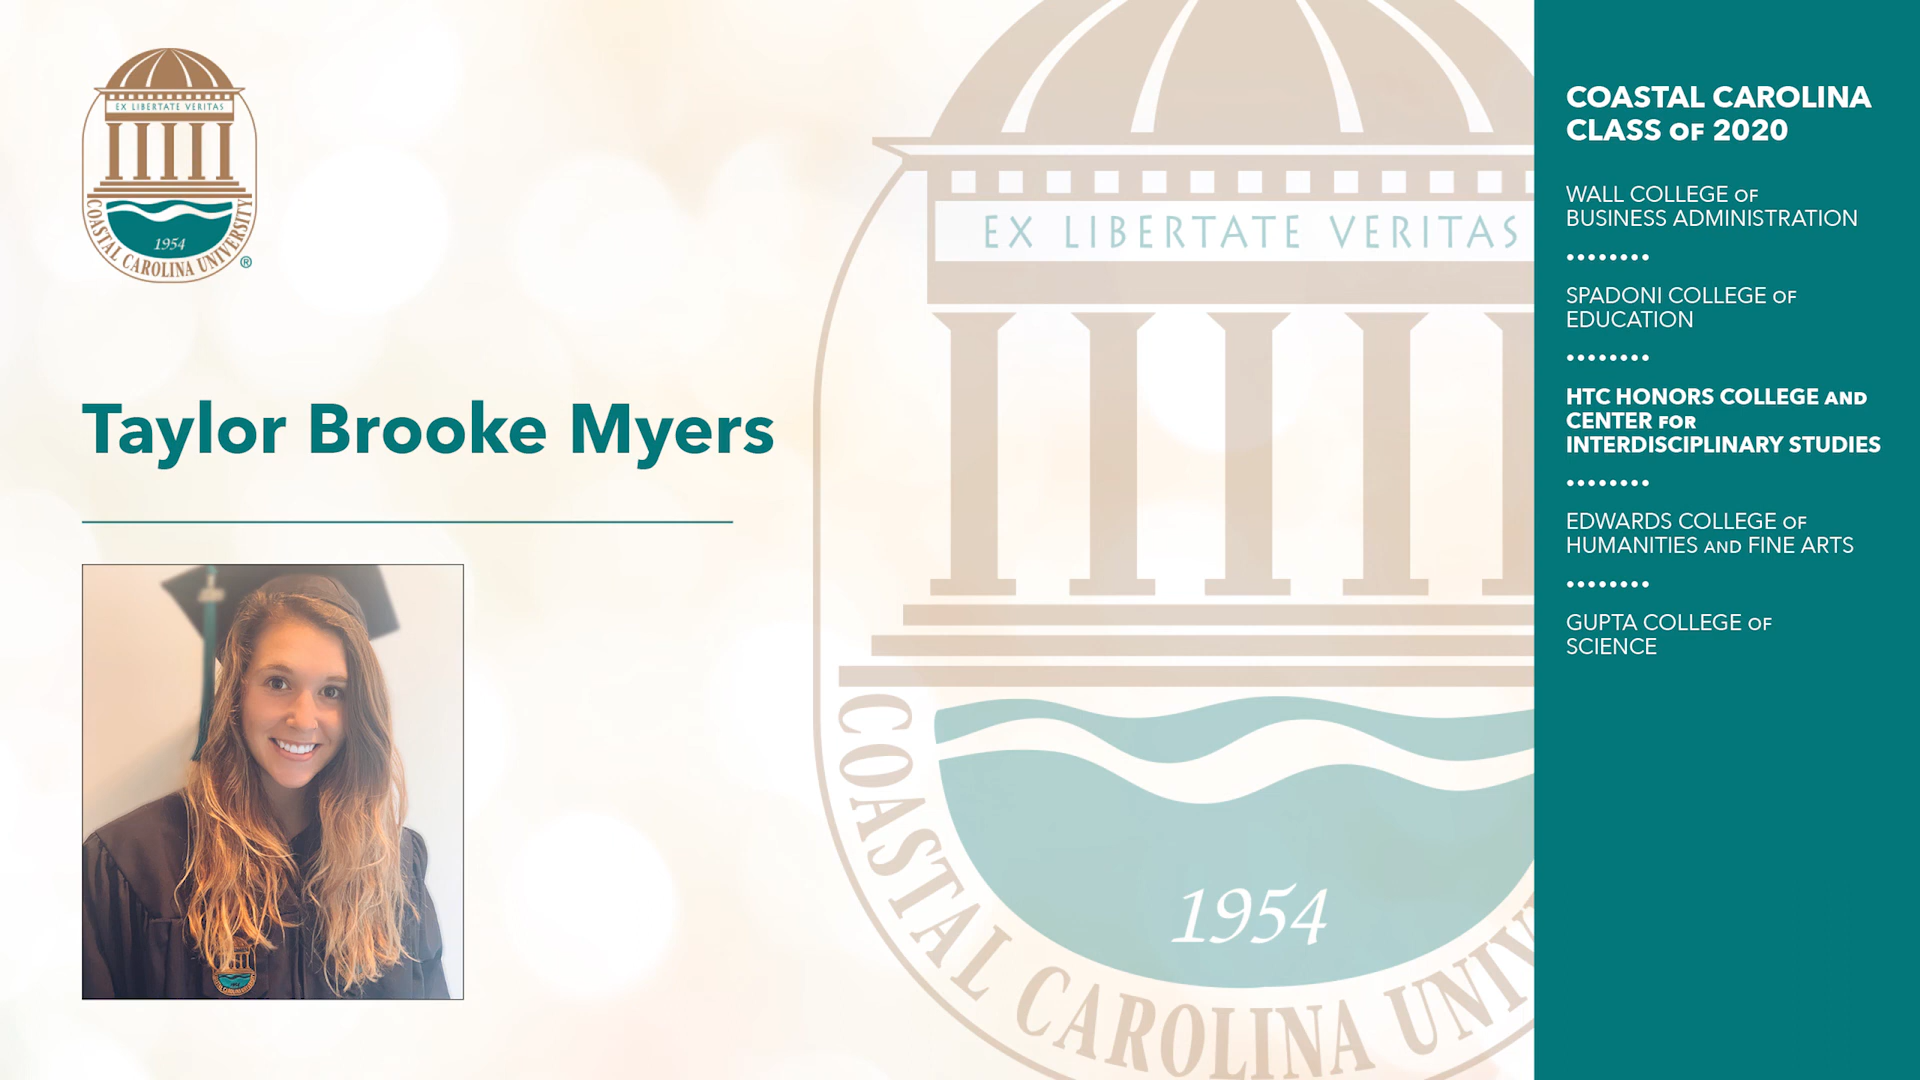 EX LIBERTATE VERITAS
1954
COASTAL CAROLINA UNIVERSITY®
Taylor Brooke Myers
EX LIBERTATE VERITAS
1954
COASTAL CAROLINA UNIV
COASTAL CAROLINA
CLASS OF 2020
WALL COLLEGE OF
BUSINESS ADMINISTRATION
SPADONI COLLEGE OF
EDUCATION
HTC HONORS COLLEGE AND
CENTER FOR
INTERDISCIPLINARY STUDIES
EDWARDS COLLEGE OF
HUMANITIES AND FINE ARTS
GUPTA COLLEGE OF
SCIENCE